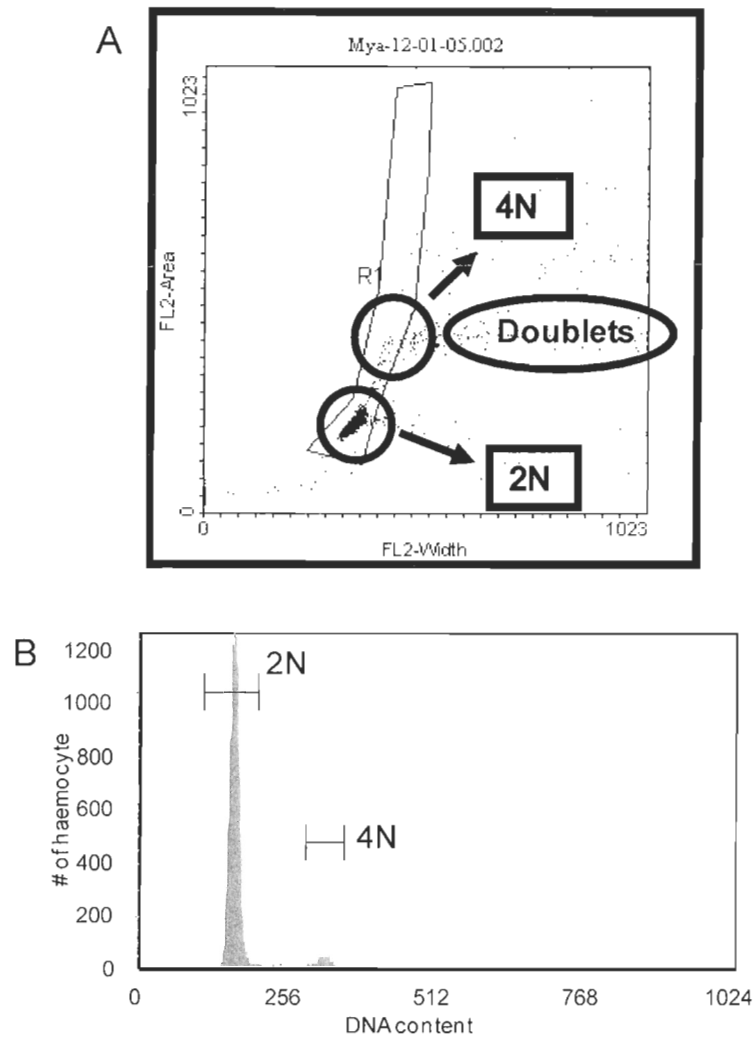 A
Mya-12-01-05.002
1023
FL2-Area
0
R1
4N
Doublets
2N
0
1023
FL2-Width
B
1200
1000
800
600
400
200
0
# of haemocyte
2N
4N
0
256
512
768
1024
DNA content